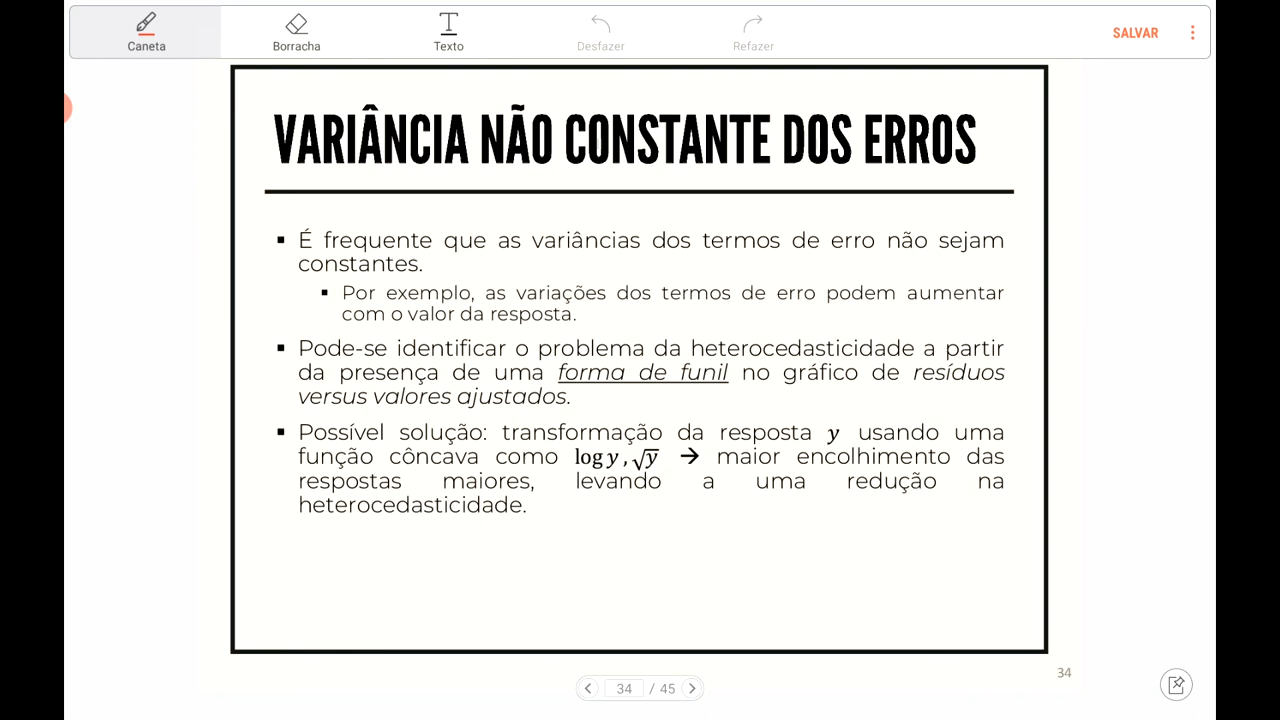 Caneta
Borracha
Texto
Desfazer
Refazer
SALVAR
VARIÂNCIA NÃO CONSTANTE DOS ERROS
▪ É frequente que as variâncias dos termos de erro não sejam
constantes.
▪ Por exemplo, as variações dos termos de erro podem aumentar
com o valor da resposta.
▪ Pode-se identificar o problema da heterocedasticidade a partir
da presença de uma forma de funil no gráfico de resíduos
versus valores ajustados.
▪ Possível solução: transformação da resposta y usando uma
função côncava como log y , √y → maior encolhimento das
respostas maiores, levando a uma redução na
heterocedasticidade.
34
34 / 45